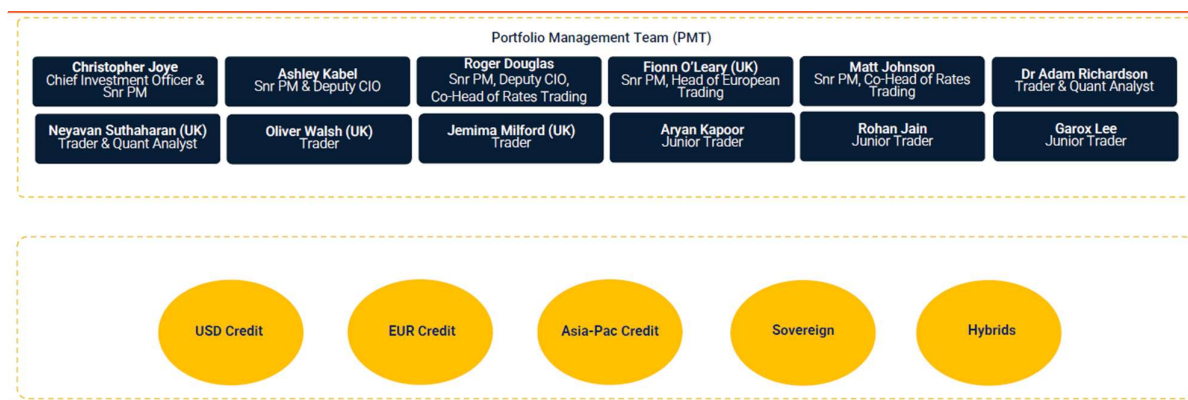 Portfolio Management Team (PMT)
Christopher Joye
Chief Investment Officer &
Snr PM
Ashley Kabel
Snr PM & Deputy CIO
Roger Douglas
Snr PM, Deputy CIO,
Co-Head of Rates Trading
Fionn O'Leary (UK)
Snr PM, Head of European
Trading
Matt Johnson
Snr PM, Co-Head of Rates
Trading
Dr Adam Richardson
Trader & Quant Analyst
Neyavan Suthaharan (UK)
Trader & Quant Analyst
Oliver Walsh (UK)
Trader
Jemima Milford (UK)
Trader
Aryan Kapoor
Junior Trader
Rohan Jain
Junior Trader
Garox Lee
Junior Trader
USD Credit
EUR Credit
Asia-Pac Credit
Sovereign
Hybrids